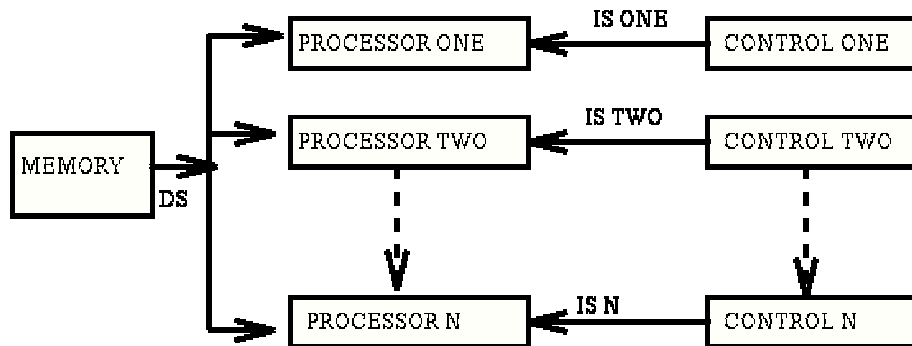 IS ONE
PROCESSOR ONE
CONTROL ONE
IS TWO
PROCESSOR TWO
CONTROL TWO
MEMORY
DS
IS N
PROCESSOR N
CONTROL N